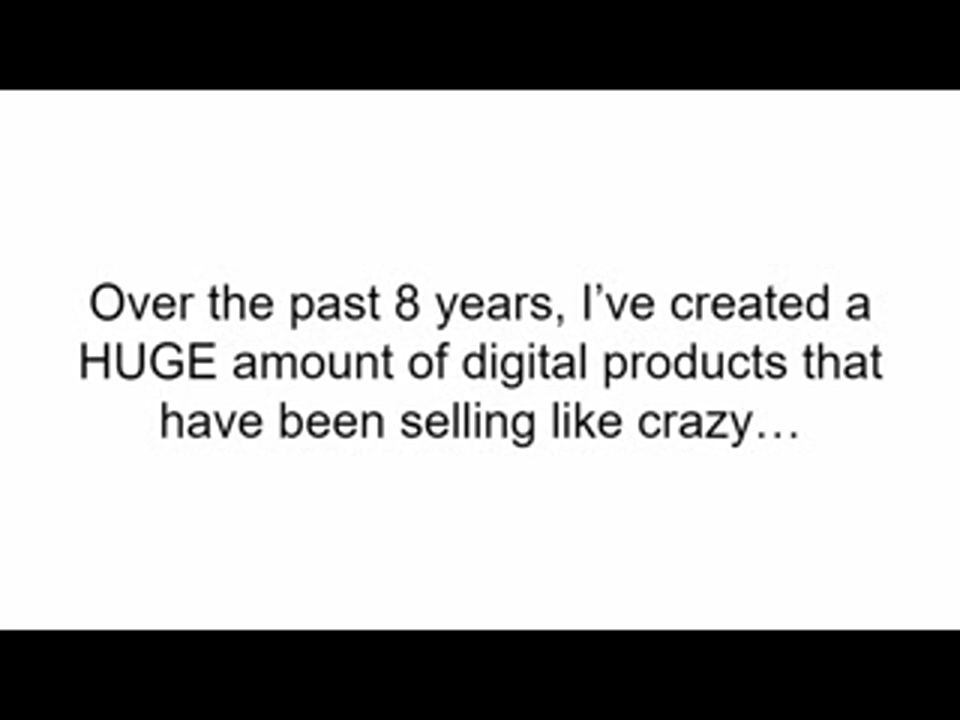 Over the past 8 years, I’ve created a
HUGE amount of digital products that
have been selling like crazy…